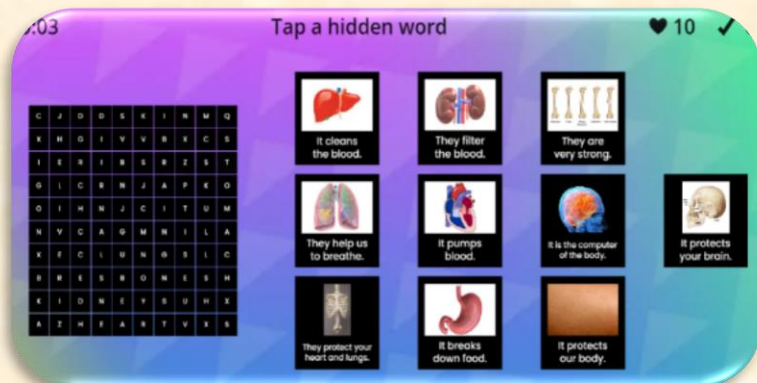 :03
Tap a hidden word
10
C J D D S K I N M Q
K H G I V V B X C S
I E R I B S R Z S T
G L C R N J A P K O
O I H N J C I T U M
N V C A G M N I L A
X E C L U N G S L C
B R E S B O N E S H
K I D N E Y S U H X
A Z H E A R T V X S
It cleans
the blood.
They filter
the blood.
They are
very strong.
They help us
to breathe.
It pumps
blood.
It is the computer
of the body.
It protects
your brain.
They protect your
heart and lungs.
It breaks
down food.
It protects
our body.